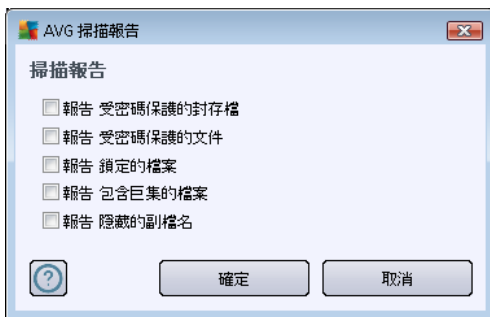 AVG 掃描報告
掃描報告
報告 受密碼保護的封存檔
報告 受密碼保護的文件
報告 鎖定的檔案
報告 包含巨集的檔案
報告 隱藏的副檔名
確定
取消